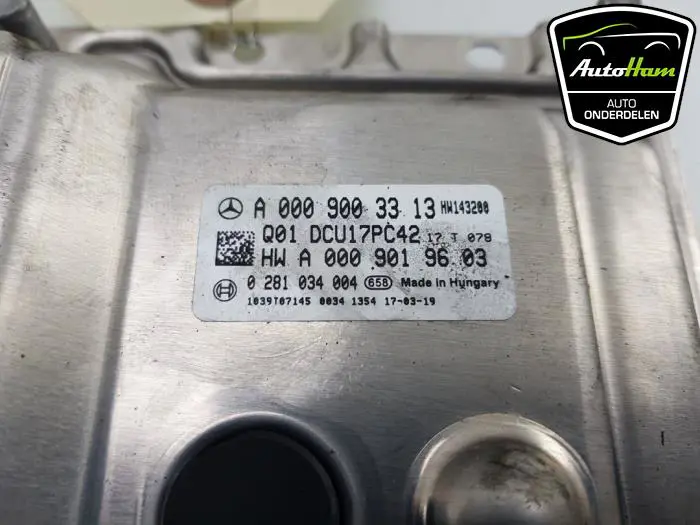 AutoHam
AUTO
ONDERDELEN
A 000 900 33 13 HW143200
Q01 DCU17PC42 17 T 079
HW A 000 901 96 03
0 281 034 004 658 Made in Hungary
1039T07145 0034 1354 17-03-19